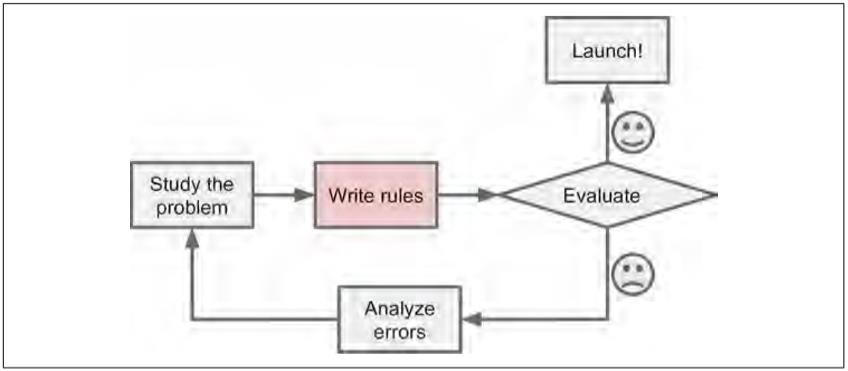 Launch!
Study the
problem
Write rules
Evaluate
Analyze
errors